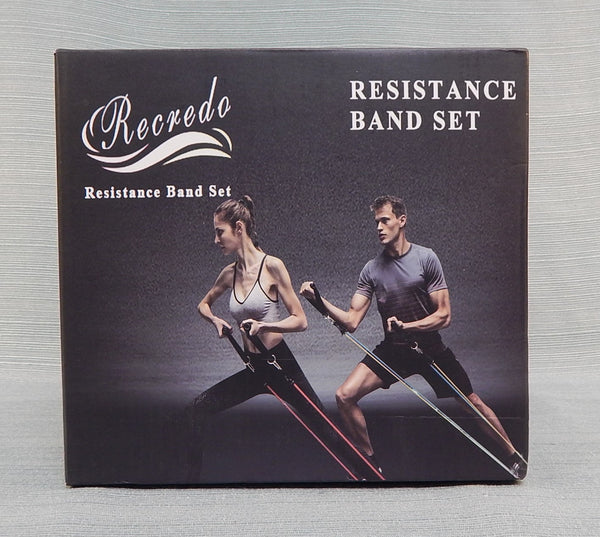 Recredo
Resistance Band Set
RESISTANCE
BAND SET